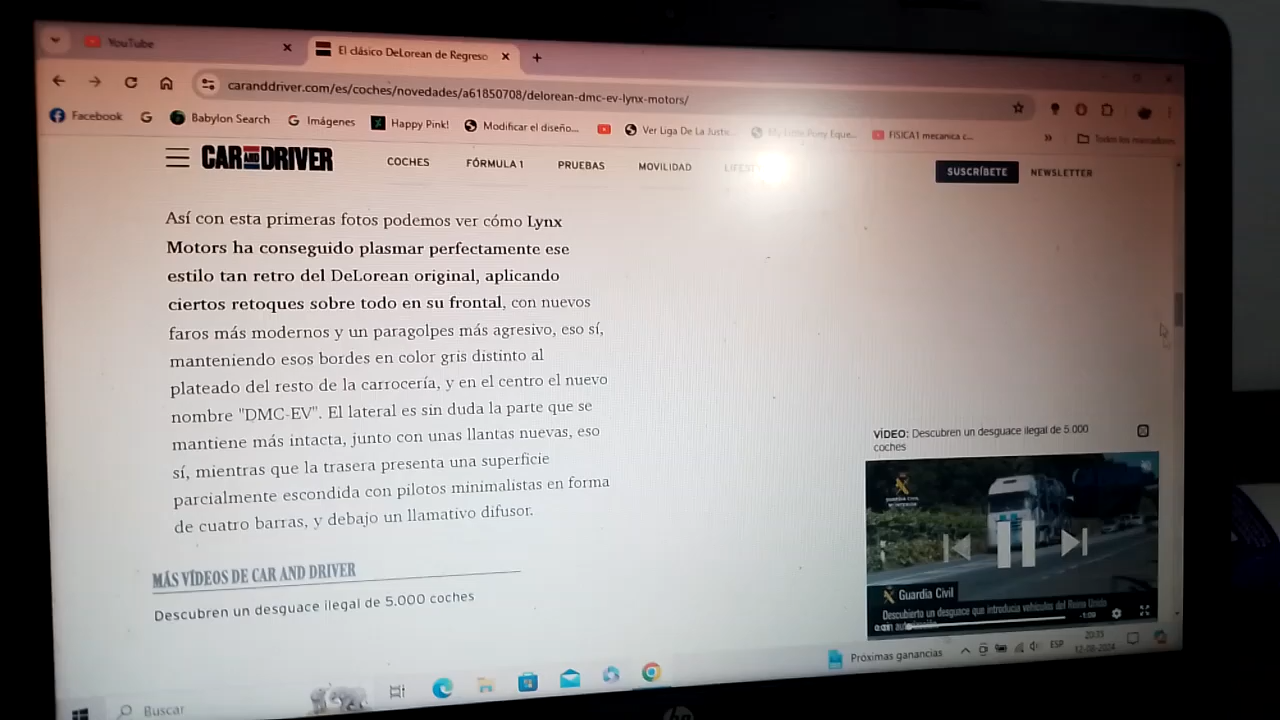 YouTube
El clásico DeLorean de Regreso
caranddriver.com/es/coches/novedades/a61850708/delorean-dmc-ev-lynx-motors/
Facebook
Babylon Search
Imágenes
Happy Pink!
Modificar el diseño...
Ver Liga De La Justic...
My Little Pony Eque...
FISICA1 mecanica c...
Todos los marcadores
CAR AND DRIVER
COCHES
FÓRMULA 1
PRUEBAS
MOVILIDAD
SUSCRÍBETE
NEWSLETTER
Así con esta primeras fotos podemos ver cómo Lynx
Motors ha conseguido plasmar perfectamente ese
estilo tan retro del DeLorean original, aplicando
ciertos retoques sobre todo en su frontal, con nuevos
faros más modernos y un paragolpes más agresivo, eso sí,
manteniendo esos bordes en color gris distinto al
plateado del resto de la carrocería, y en el centro el nuevo
nombre "DMC-EV". El lateral es sin duda la parte que se
mantiene más intacta, junto con unas llantas nuevas, eso
sí, mientras que la trasera presenta una superficie
parcialmente escondida con pilotos minimalistas en forma
de cuatro barras, y debajo un llamativo difusor.
MÁS VÍDEOS DE CAR AND DRIVER
Descubren un desguace ilegal de 5.000 coches
VÍDEO: Descubren un desguace ilegal de 5.000
coches
GUARDIA CIVIL
Guardia Civil
Descubierto un desguace que introducía vehículos del Reino Unido
-1:09
Próximas ganancias
ESP
20:33
12-08-2024
Buscar
hp